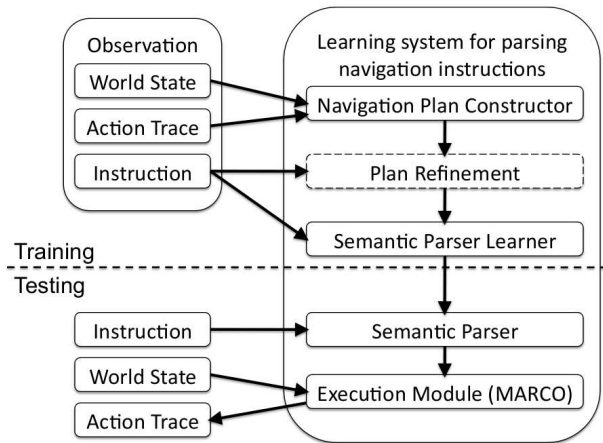 Observation
World State
Action Trace
Instruction
Learning system for parsing
navigation instructions
Navigation Plan Constructor
Plan Refinement
Semantic Parser Learner
Training
Testing
Instruction
World State
Action Trace
Semantic Parser
Execution Module (MARCO)